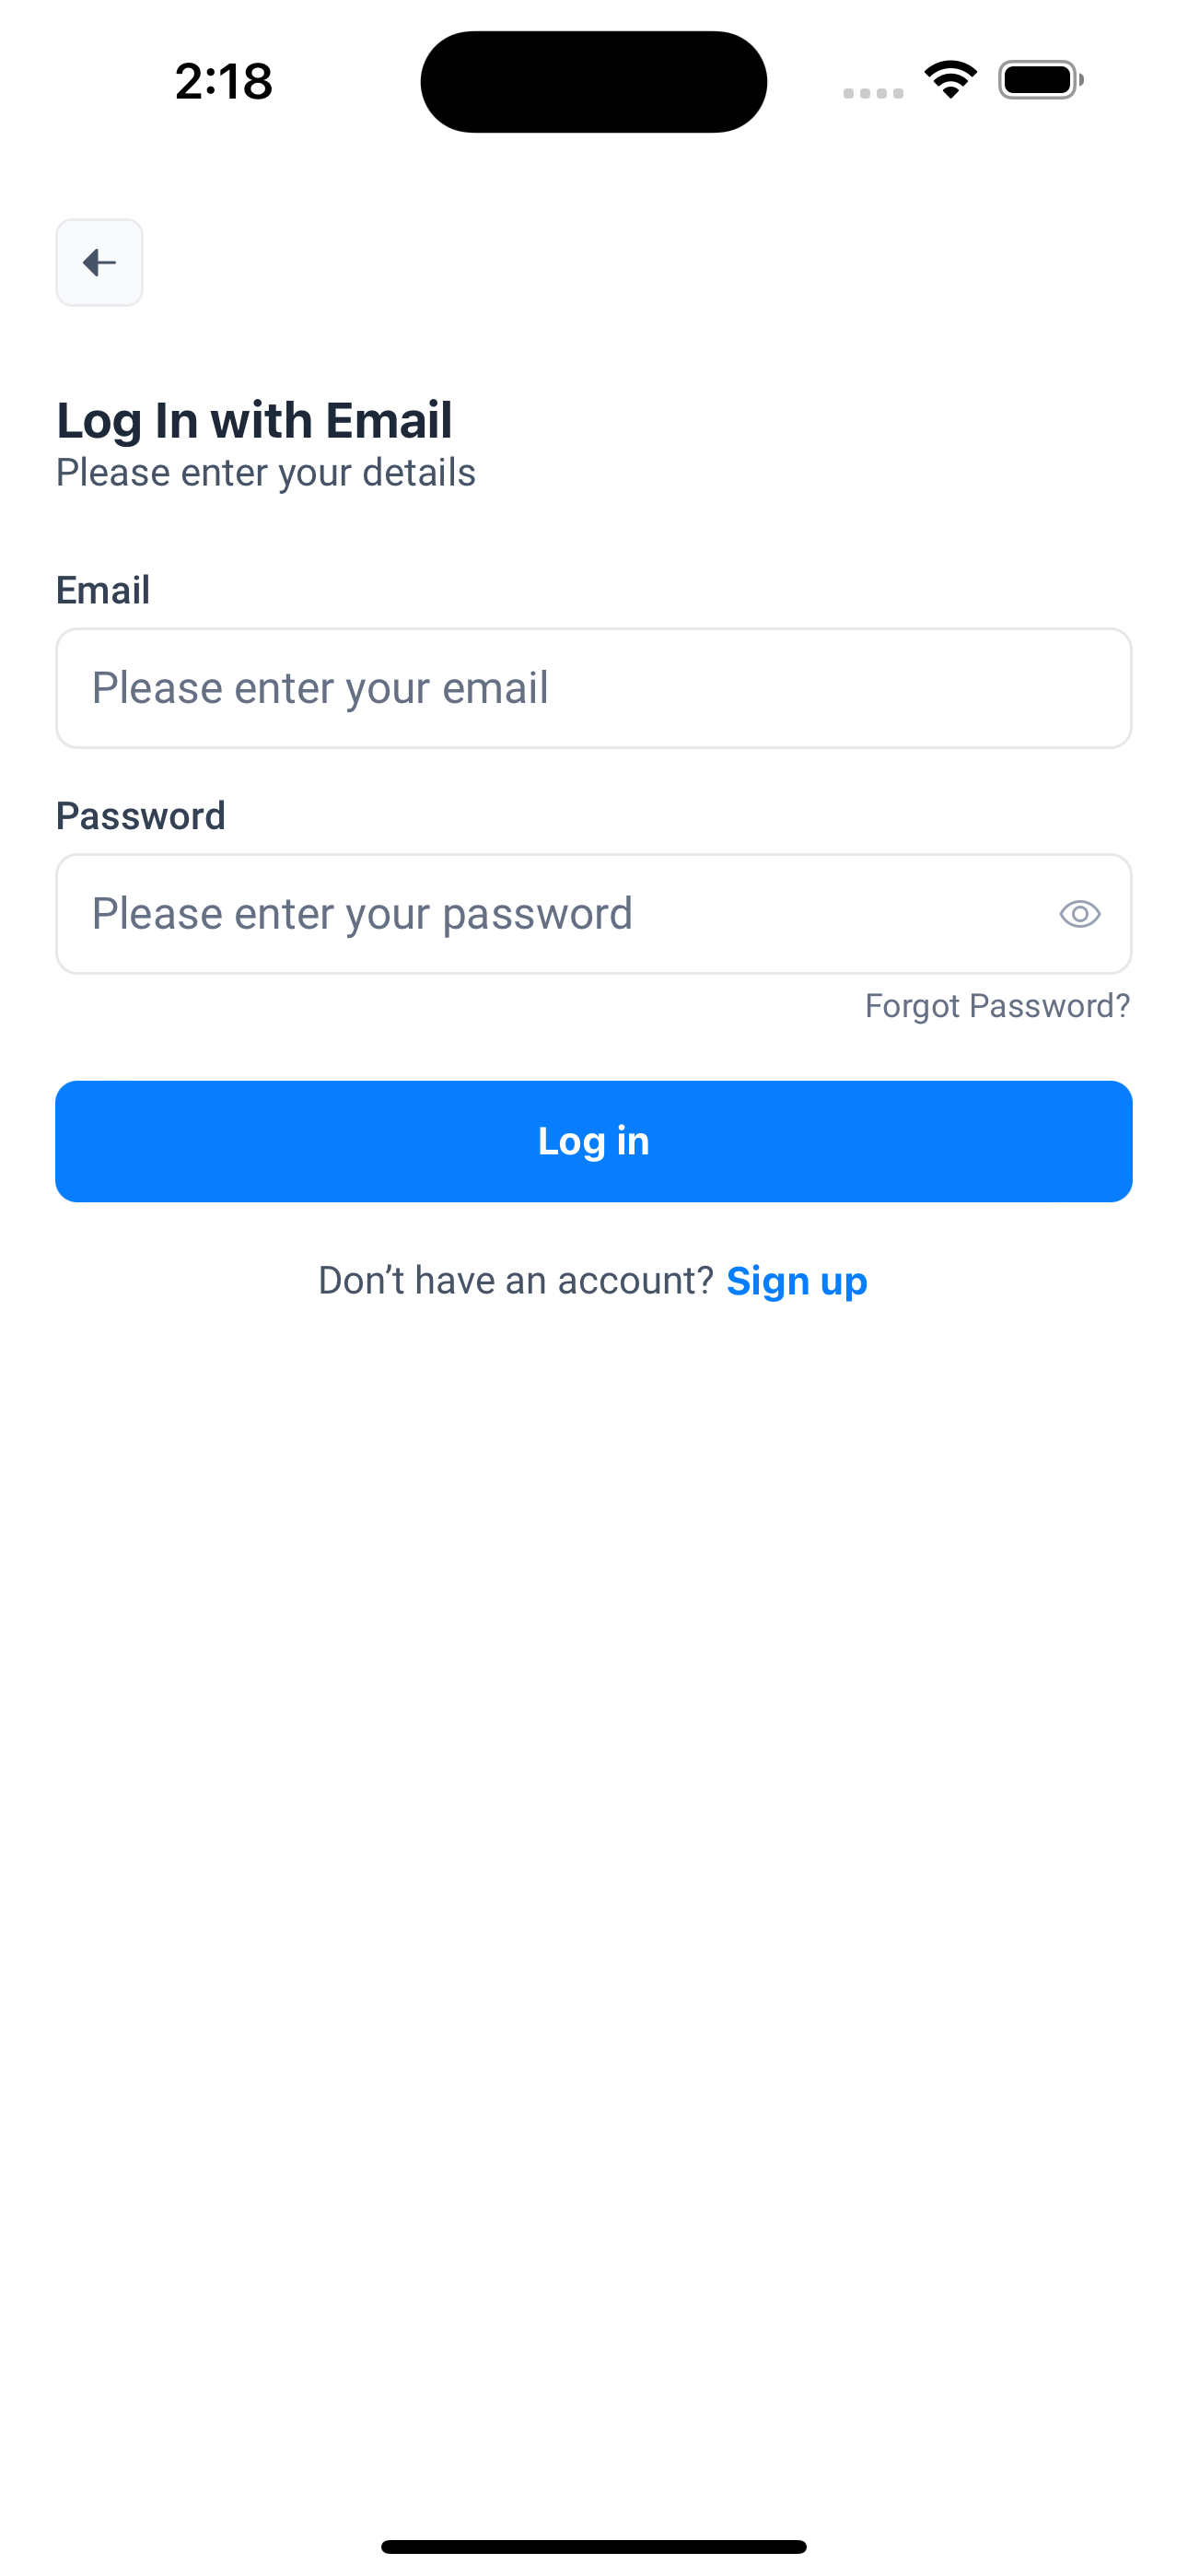 2:18
Log In with Email
Please enter your details
Email
Please enter your email
Password
Please enter your password
Forgot Password?
Log in
Don’t have an account? Sign up